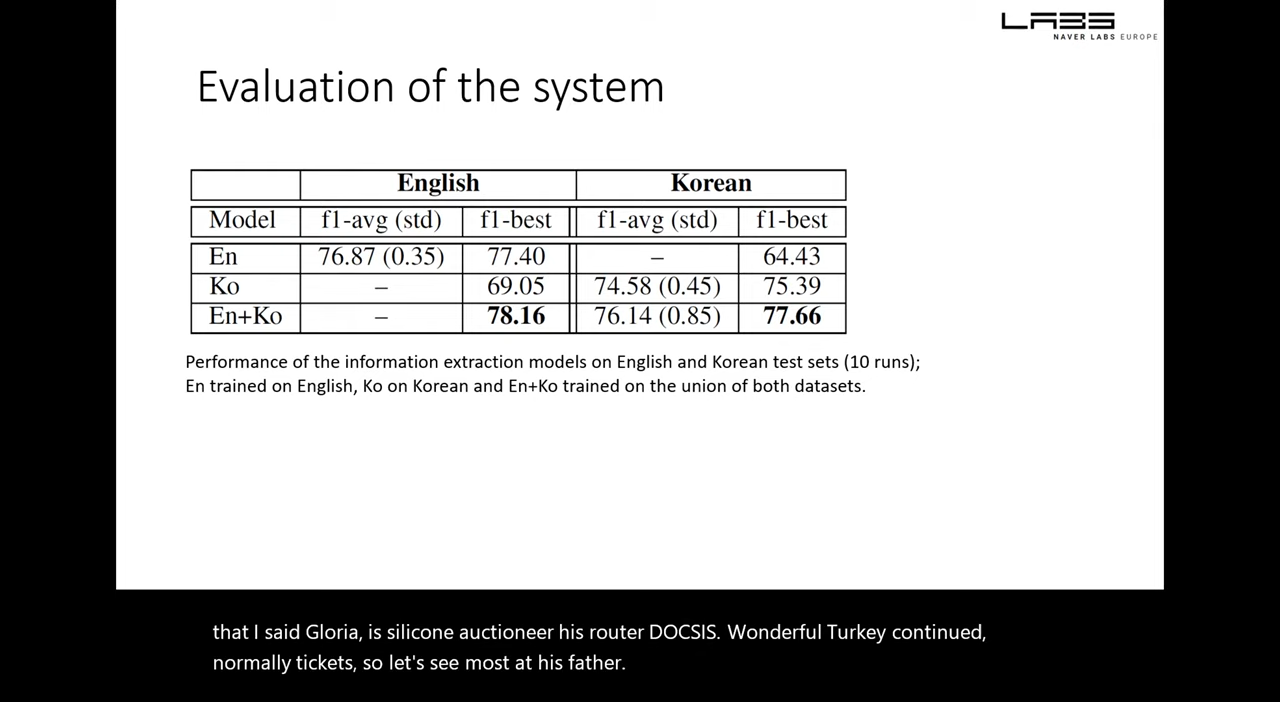 LABS
NAVER LABS EUROPE
Evaluation of the system
English Korean
Model f1-avg (std) f1-best f1-avg (std) f1-best
En 76.87 (0.35) 77.40 – 64.43
Ko – 69.05 74.58 (0.45) 75.39
En+Ko – 78.16 76.14 (0.85) 77.66
Performance of the information extraction models on English and Korean test sets (10 runs);
En trained on English, Ko on Korean and En+Ko trained on the union of both datasets.
that I said Gloria, is silicone auctioneer his router DOCSIS. Wonderful Turkey continued,
normally tickets, so let's see most at his father.